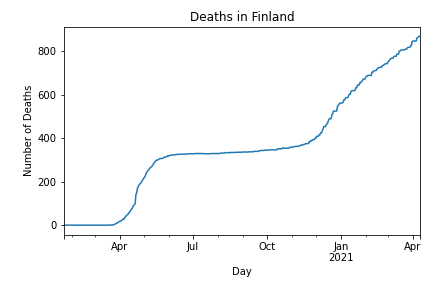 Deaths in Finland
Number of Deaths
800
600
400
200
0
Apr
Jul
Oct
Jan
2021
Apr
Day